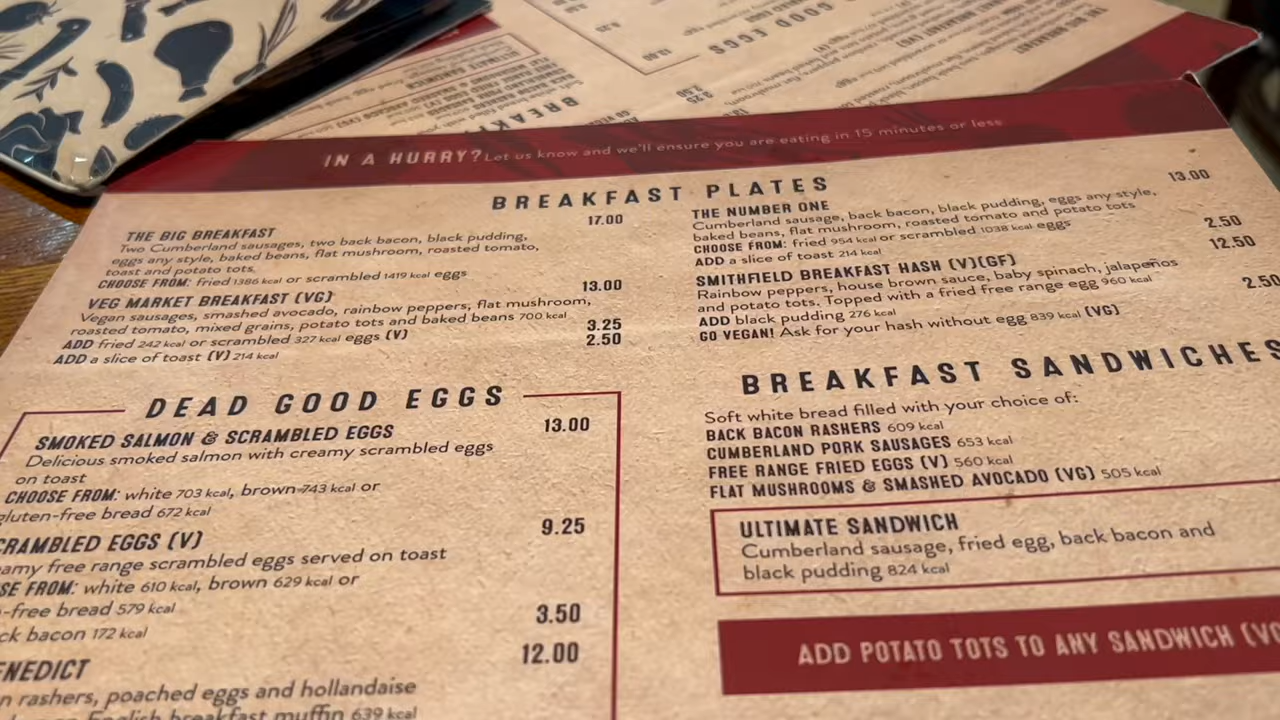 IN A HURRY? Let us know and we'll ensure you are eating in 15 minutes or less
BREAKFAST PLATES
THE BIG BREAKFAST 17.00
Two Cumberland sausages, two back bacon, black pudding,
eggs any style, baked beans, flat mushroom, roasted tomato,
toast and potato tots
CHOOSE FROM: fried 1386 kcal or scrambled 1419 kcal eggs
VEG MARKET BREAKFAST (VG) 13.00
Vegan sausages, smashed avocado, rainbow peppers, flat mushroom,
roasted tomato, mixed grains, potato tots and baked beans 700 kcal
ADD fried 242 kcal or scrambled 327 kcal eggs (V) 3.25
ADD a slice of toast (V) 214 kcal 2.50
DEAD GOOD EGGS
SMOKED SALMON & SCRAMBLED EGGS 13.00
Delicious smoked salmon with creamy scrambled eggs
on toast
CHOOSE FROM: white 703 kcal, brown 743 kcal or
gluten-free bread 672 kcal
CRAMBLED EGGS (V) 9.25
amy free range scrambled eggs served on toast
SE FROM: white 610 kcal, brown 629 kcal or
-free bread 579 kcal
ck bacon 172 kcal 3.50
ENEDICT 12.00
n rashers, poached eggs and hollandaise
English breakfast muffin 639 kcal
THE NUMBER ONE 13.00
Cumberland sausage, back bacon, black pudding, eggs any style,
baked beans, flat mushroom, roasted tomato and potato tots
CHOOSE FROM: fried 954 kcal or scrambled 1038 kcal eggs
ADD a slice of toast 214 kcal 2.50
SMITHFIELD BREAKFAST HASH (V)(GF) 12.50
Rainbow peppers, house brown sauce, baby spinach, jalapeños
and potato tots. Topped with a fried free range egg 960 kcal
ADD black pudding 276 kcal 2.50
GO VEGAN! Ask for your hash without egg 839 kcal (VG)
BREAKFAST SANDWICHES
Soft white bread filled with your choice of:
BACK BACON RASHERS 609 kcal
CUMBERLAND PORK SAUSAGES 653 kcal
FREE RANGE FRIED EGGS (V) 560 kcal
FLAT MUSHROOMS & SMASHED AVOCADO (VG) 505 kcal
ULTIMATE SANDWICH
Cumberland sausage, fried egg, back bacon and
black pudding 824 kcal
ADD POTATO TOTS TO ANY SANDWICH (VG